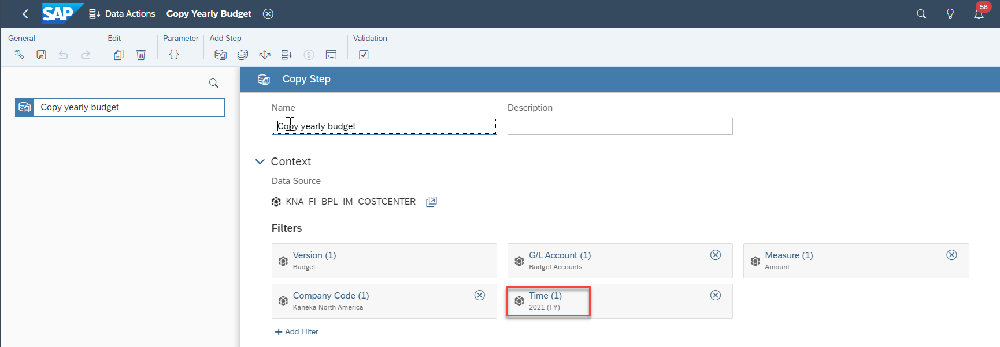 SAP Data Actions Copy Yearly Budget 58
General Edit Parameter Add Step Validation
Copy Step
Copy yearly budget
Name Description
Copy yearly budget
Context
Data Source
KNA_FI_BPL_IM_COSTCENTER
Filters
Version (1) G/L Account (1) Measure (1)
Budget Budget Accounts Amount
Company Code (1) Time (1)
Kaneka North America 2021 (FY)
Add Filter